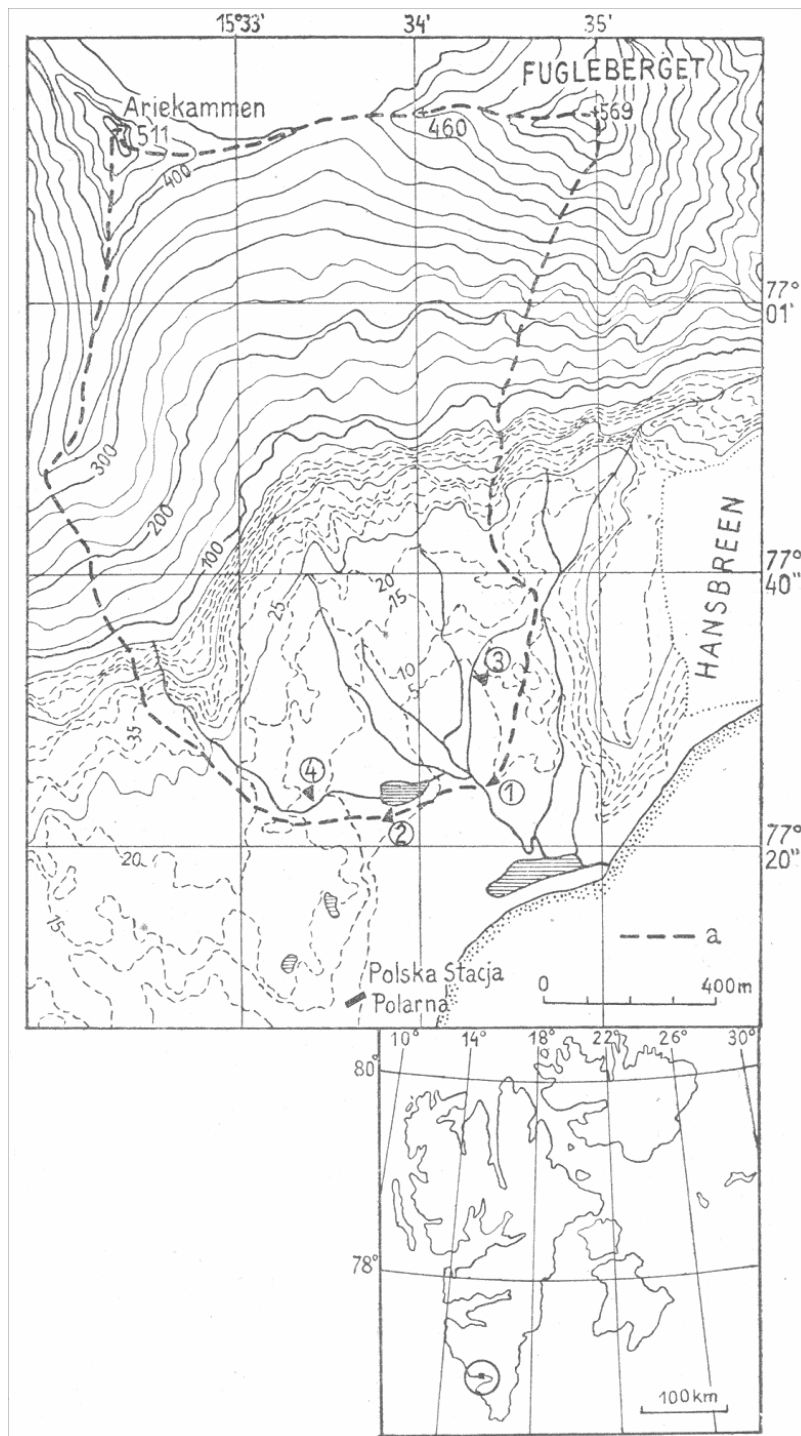 15°33' 34' 35'
FUGLEBERGET
Ariekammen
511
569
460
400
77°
01'
300
200
100
77°
40"
20
15
25
10
5
HANSBREEN
③
35
④
①
②
77°
20"
20
15
a
Polska Stacja
Polarna
0 400m
10° 14° 18° 22° 26° 30°
80°
78°
100km